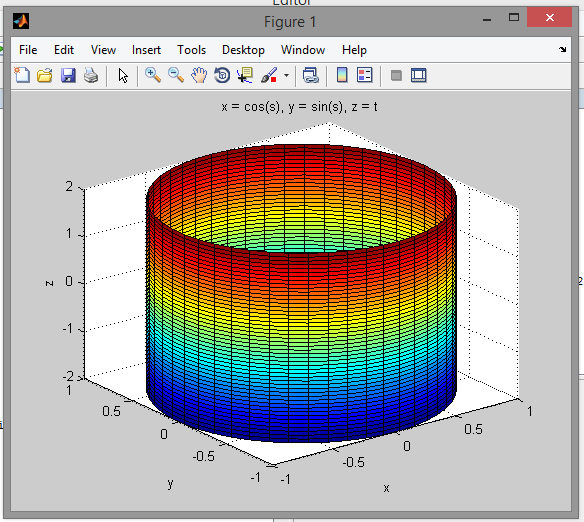 Editor
Figure 1
File Edit View Insert Tools Desktop Window Help
x = cos(s), y = sin(s), z = t
2
1
0
-1
-2
z
1
0.5
0
-0.5
-1
y
-1
-0.5
0
0.5
1
x
2